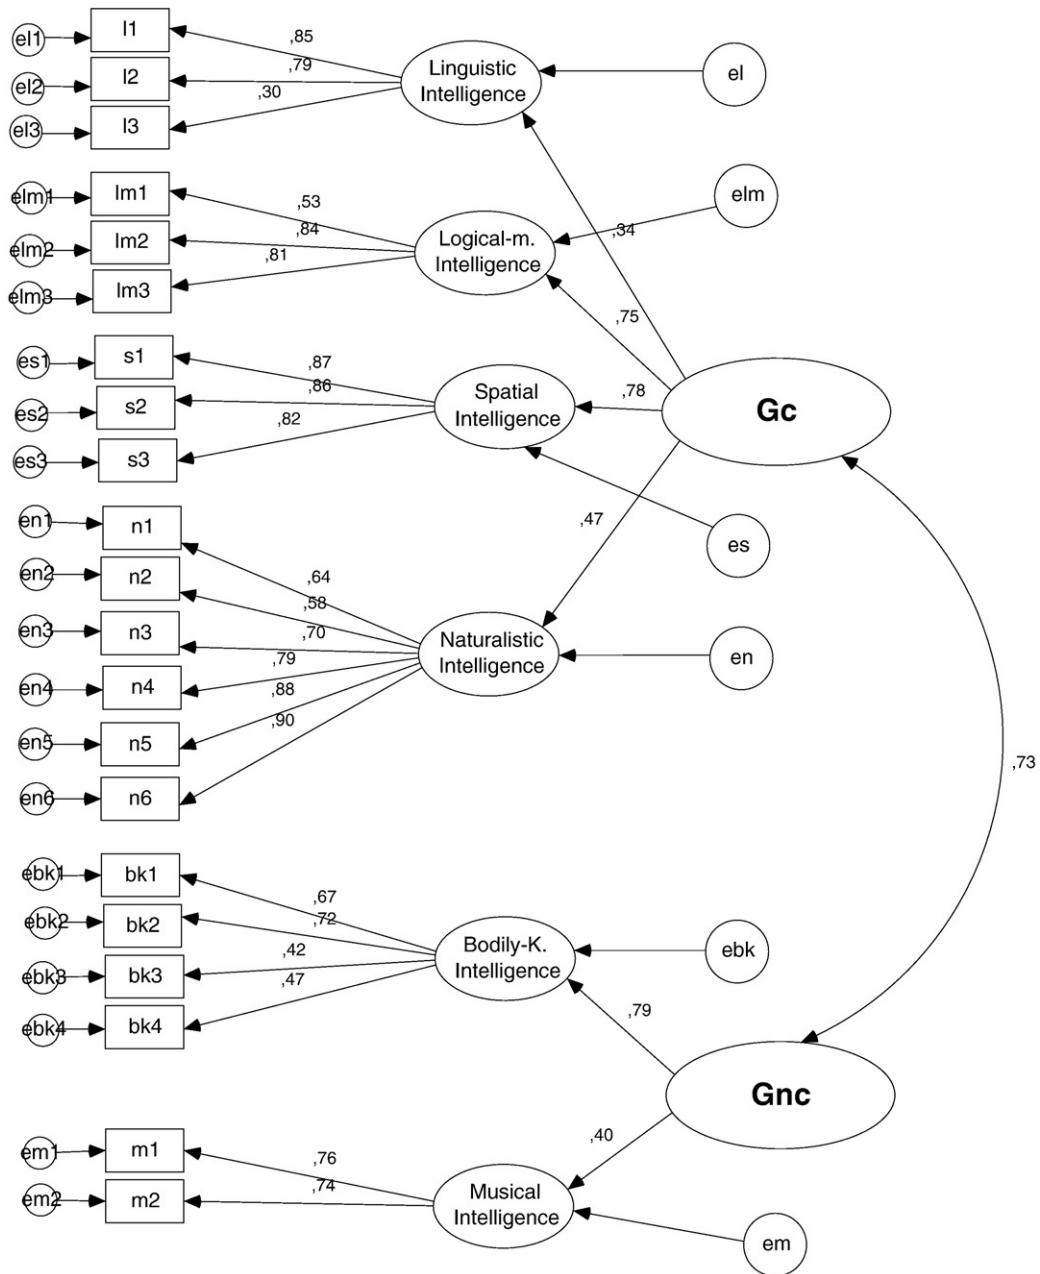 el1
l1
,85
el2
l2
,79
el3
l3
,30
Linguistic
Intelligence
el
elm1
lm1
,53
elm2
lm2
,84
elm3
lm3
,81
Logical-m.
Intelligence
elm
,34
,75
es1
s1
,87
es2
s2
,86
es3
s3
,82
Spatial
Intelligence
,78
Gc
es
,47
en1
n1
,64
en2
n2
,58
en3
n3
,70
en4
n4
,79
en5
n5
,88
en6
n6
,90
Naturalistic
Intelligence
en
,73
ebk1
bk1
,67
ebk2
bk2
,72
ebk3
bk3
,42
ebk4
bk4
,47
Bodily-K.
Intelligence
ebk
,79
Gnc
,40
em1
m1
,76
em2
m2
,74
Musical
Intelligence
em